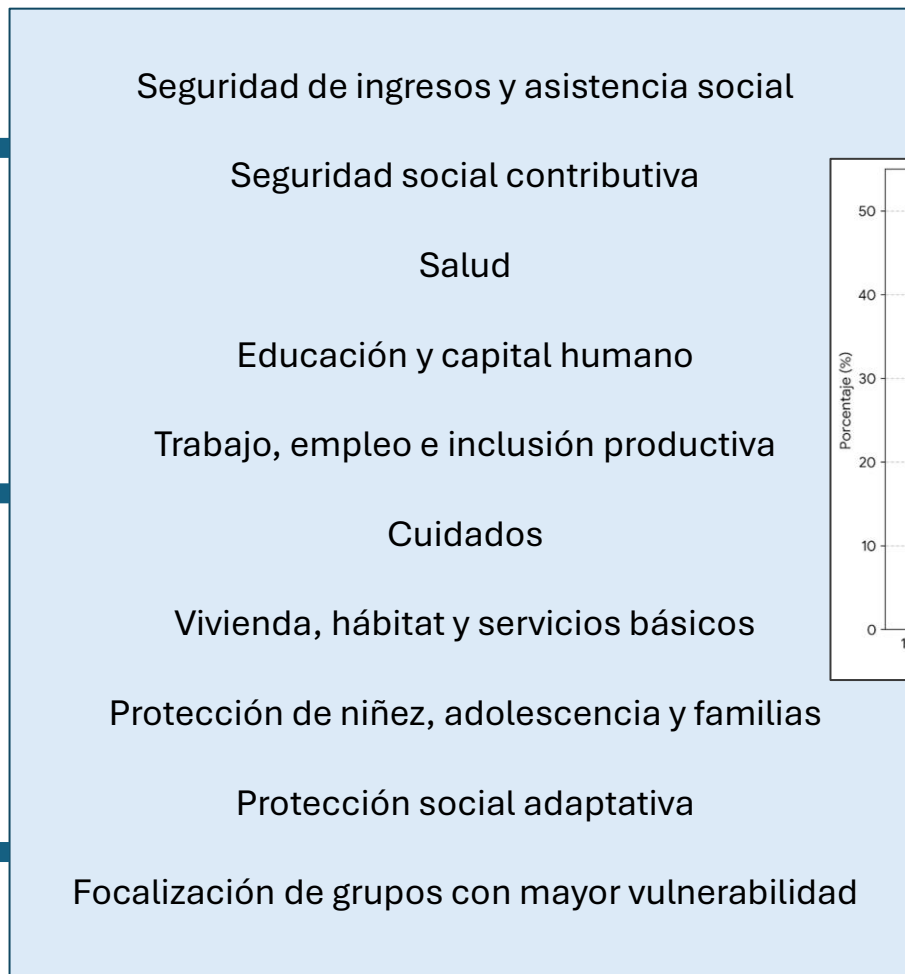 Seguridad de ingresos y asistencia social
Seguridad social contributiva
Salud
Educación y capital humano
Trabajo, empleo e inclusión productiva
Cuidados
Vivienda, hábitat y servicios básicos
Protección de niñez, adolescencia y familias
Protección social adaptativa
Focalización de grupos con mayor vulnerabilidad
Porcentaje (%)
50
40
30
20
10
0